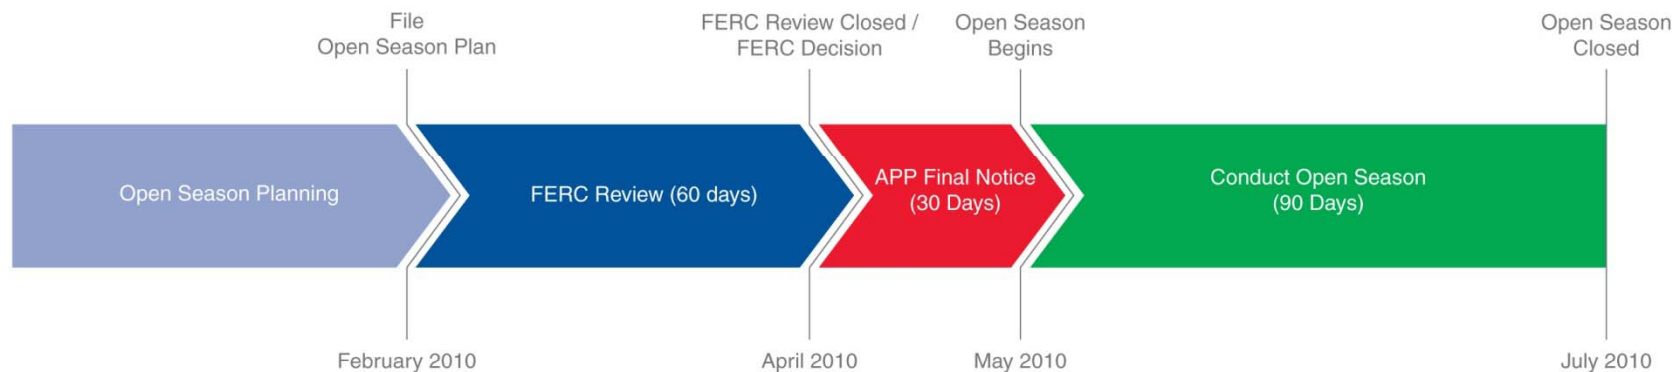 File
Open Season Plan
FERC Review Closed /
FERC Decision
Open Season
Begins
Open Season
Closed
Open Season Planning
FERC Review (60 days)
APP Final Notice
(30 Days)
Conduct Open Season
(90 Days)
February 2010
April 2010
May 2010
July 2010